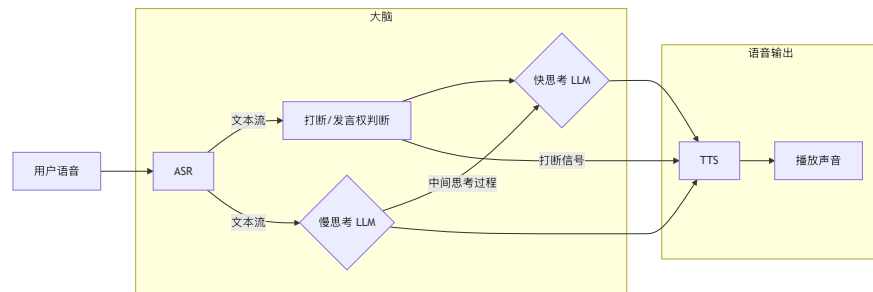 大脑
语音输出
快思考 LLM
文本流
打断/发言权判断
用户语音
ASR
打断信号
TTS
播放声音
中间思考过程
文本流
慢思考 LLM